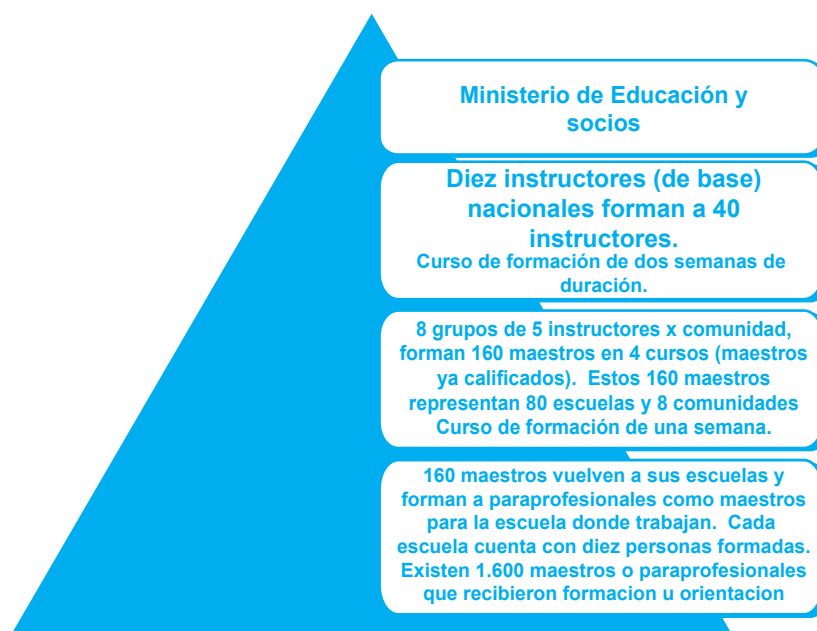 Ministerio de Educación y
socios
Diez instructores (de base)
nacionales forman a 40
instructores.
Curso de formación de dos semanas de
duración.
8 grupos de 5 instructores x comunidad,
forman 160 maestros en 4 cursos (maestros
ya calificados). Estos 160 maestros
representan 80 escuelas y 8 comunidades
Curso de formación de una semana.
160 maestros vuelven a sus escuelas y
forman a paraprofesionales como maestros
para la escuela donde trabajan. Cada
escuela cuenta con diez personas formadas.
Existen 1.600 maestros o paraprofesionales
que recibieron formacion u orientacion